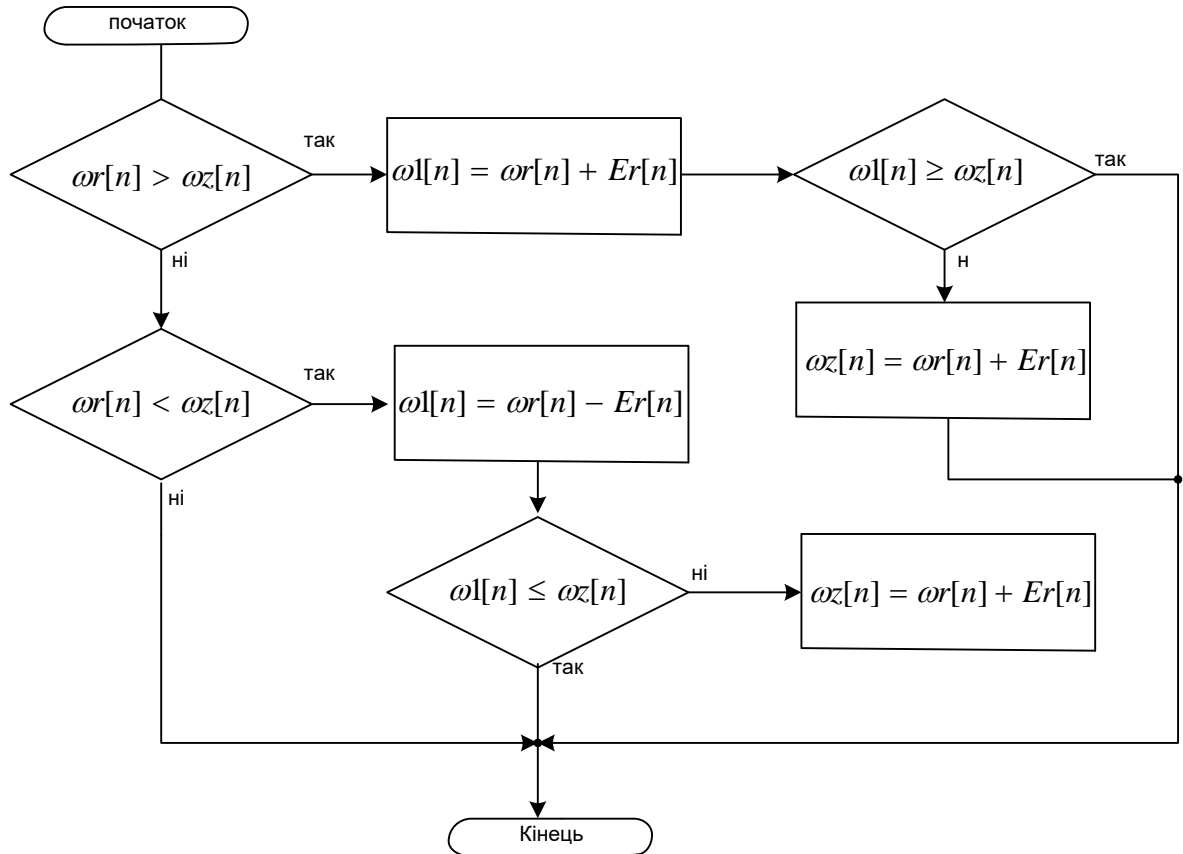 початок
ωr[n] > ωz[n]
так
ω1[n] = ωr[n] + Er[n]
ω1[n] ≥ ωz[n]
так
ні
н
ωz[n] = ωr[n] + Er[n]
ωr[n] < ωz[n]
так
ω1[n] = ωr[n] − Er[n]
ні
ω1[n] ≤ ωz[n]
ні
ωz[n] = ωr[n] + Er[n]
так
Кінець